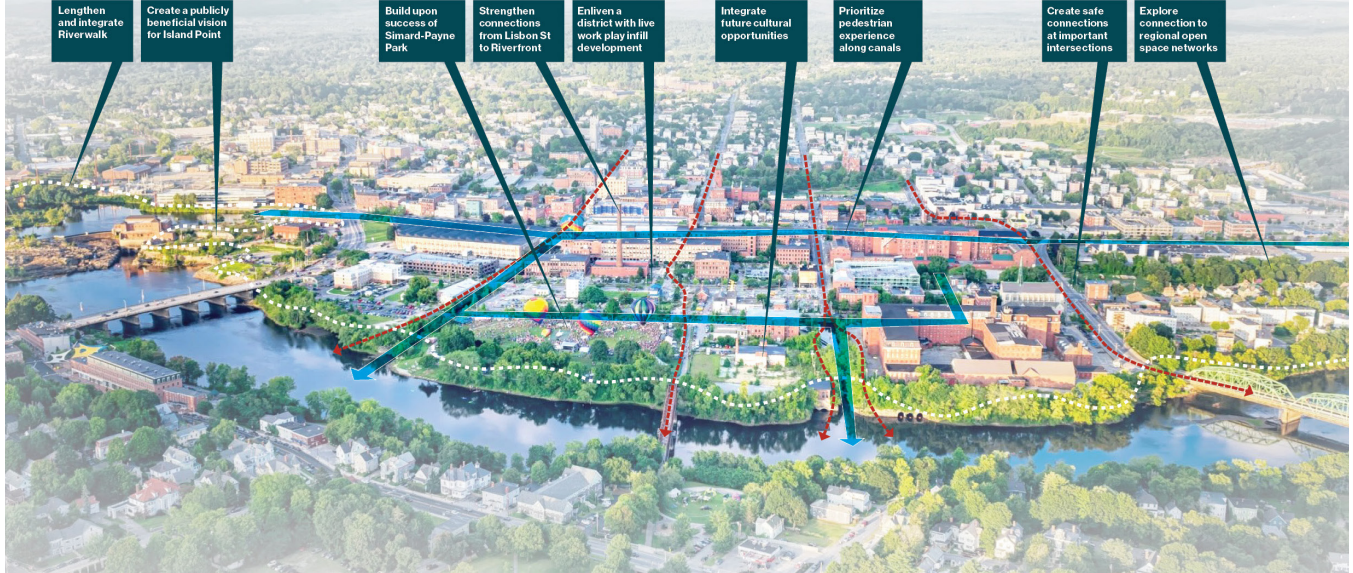 Lengthen
and integrate
Riverwalk
Create a publicly
beneficial vision
for Island Point
Build upon
success of
Simard-Payne
Park
Strengthen
connections
from Lisbon St
to Riverfront
Enliven a
district with live
work play infill
development
Integrate
future cultural
opportunities
Prioritize
pedestrian
experience
along canals
Create safe
connections
at important
intersections
Explore
connection to
regional open
space networks